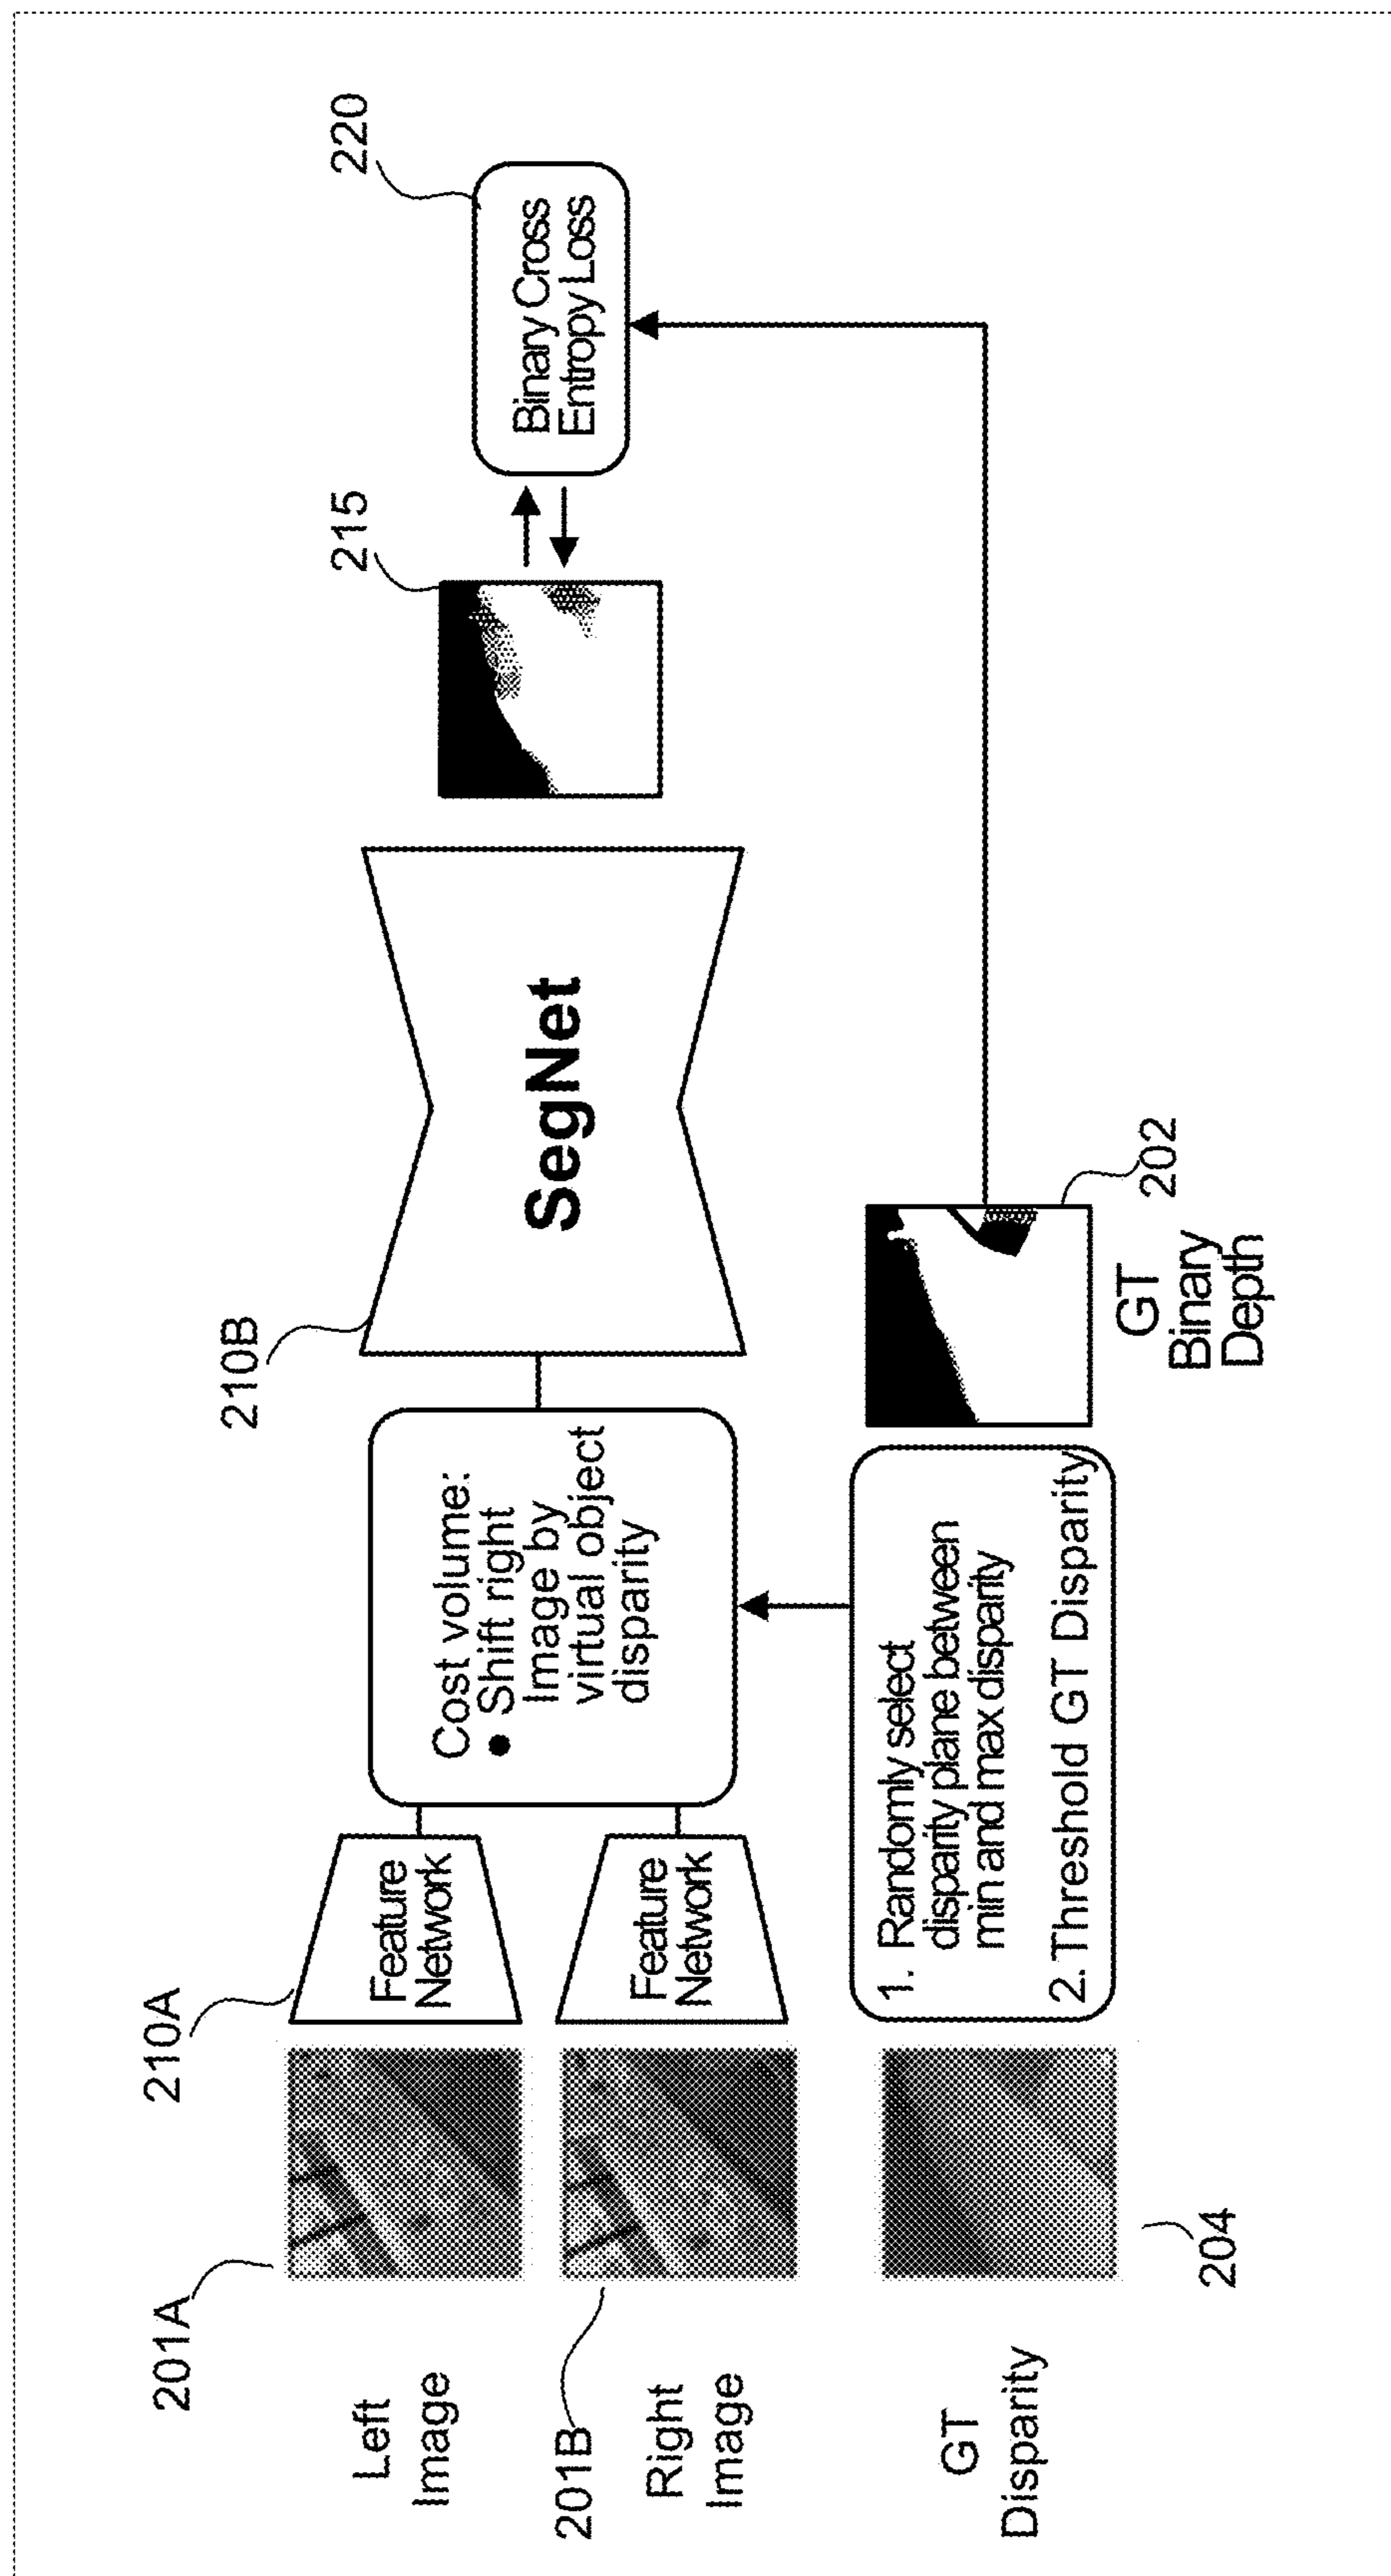 201A
Left
Image
210A
Feature
Network
201B
Right
Image
Feature
Network
Cost volume:
● Shift right
Image by
virtual object
disparity
210B
SegNet
215
220
Binary Cross
Entropy Loss
GT
Disparity
204
1. Randomly select
disparity plane between
min and max disparity
2. Threshold GT Disparity
202
GT
Binary
Depth